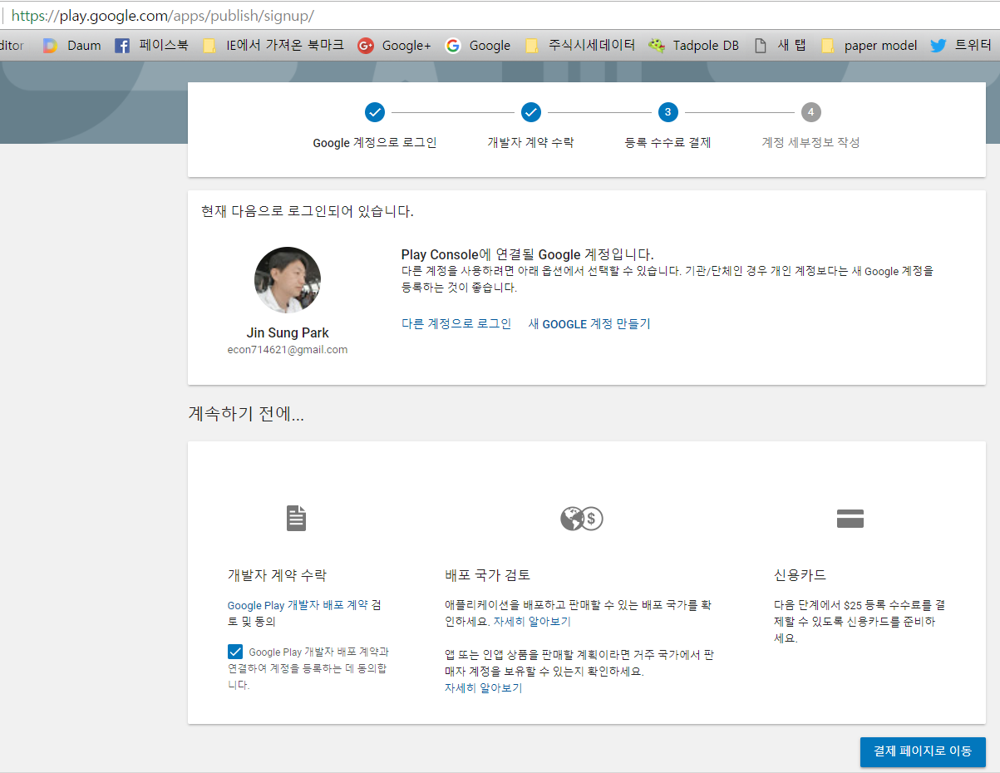 https://play.google.com/apps/publish/signup/
ditor Daum 페이스북 IE에서 가져온 북마크 Google+ Google 주식시세데이터 Tadpole DB 새 탭 paper model 트위터
3 4
Google 계정으로 로그인 개발자 계약 수락 등록 수수료 결제 계정 세부정보 작성
현재 다음으로 로그인되어 있습니다.
Play Console에 연결될 Google 계정입니다.
다른 계정을 사용하려면 아래 옵션에서 선택할 수 있습니다. 기관/단체인 경우 개인 계정보다는 새 Google 계정을
등록하는 것이 좋습니다.
다른 계정으로 로그인 새 GOOGLE 계정 만들기
Jin Sung Park
econ714621@gmail.com
계속하기 전에...
개발자 계약 수락
Google Play 개발자 배포 계약 검
토 및 동의
Google Play 개발자 배포 계약과
연결하여 계정을 등록하는 데 동의합
니다.
$
배포 국가 검토
애플리케이션을 배포하고 판매할 수 있는 배포 국가를 확
인하세요. 자세히 알아보기
앱 또는 인앱 상품을 판매할 계획이라면 거주 국가에서 판
매자 계정을 보유할 수 있는지 확인하세요.
자세히 알아보기
신용카드
다음 단계에서 $25 등록 수수료를 결
제할 수 있도록 신용카드를 준비하
세요.
결제 페이지로 이동